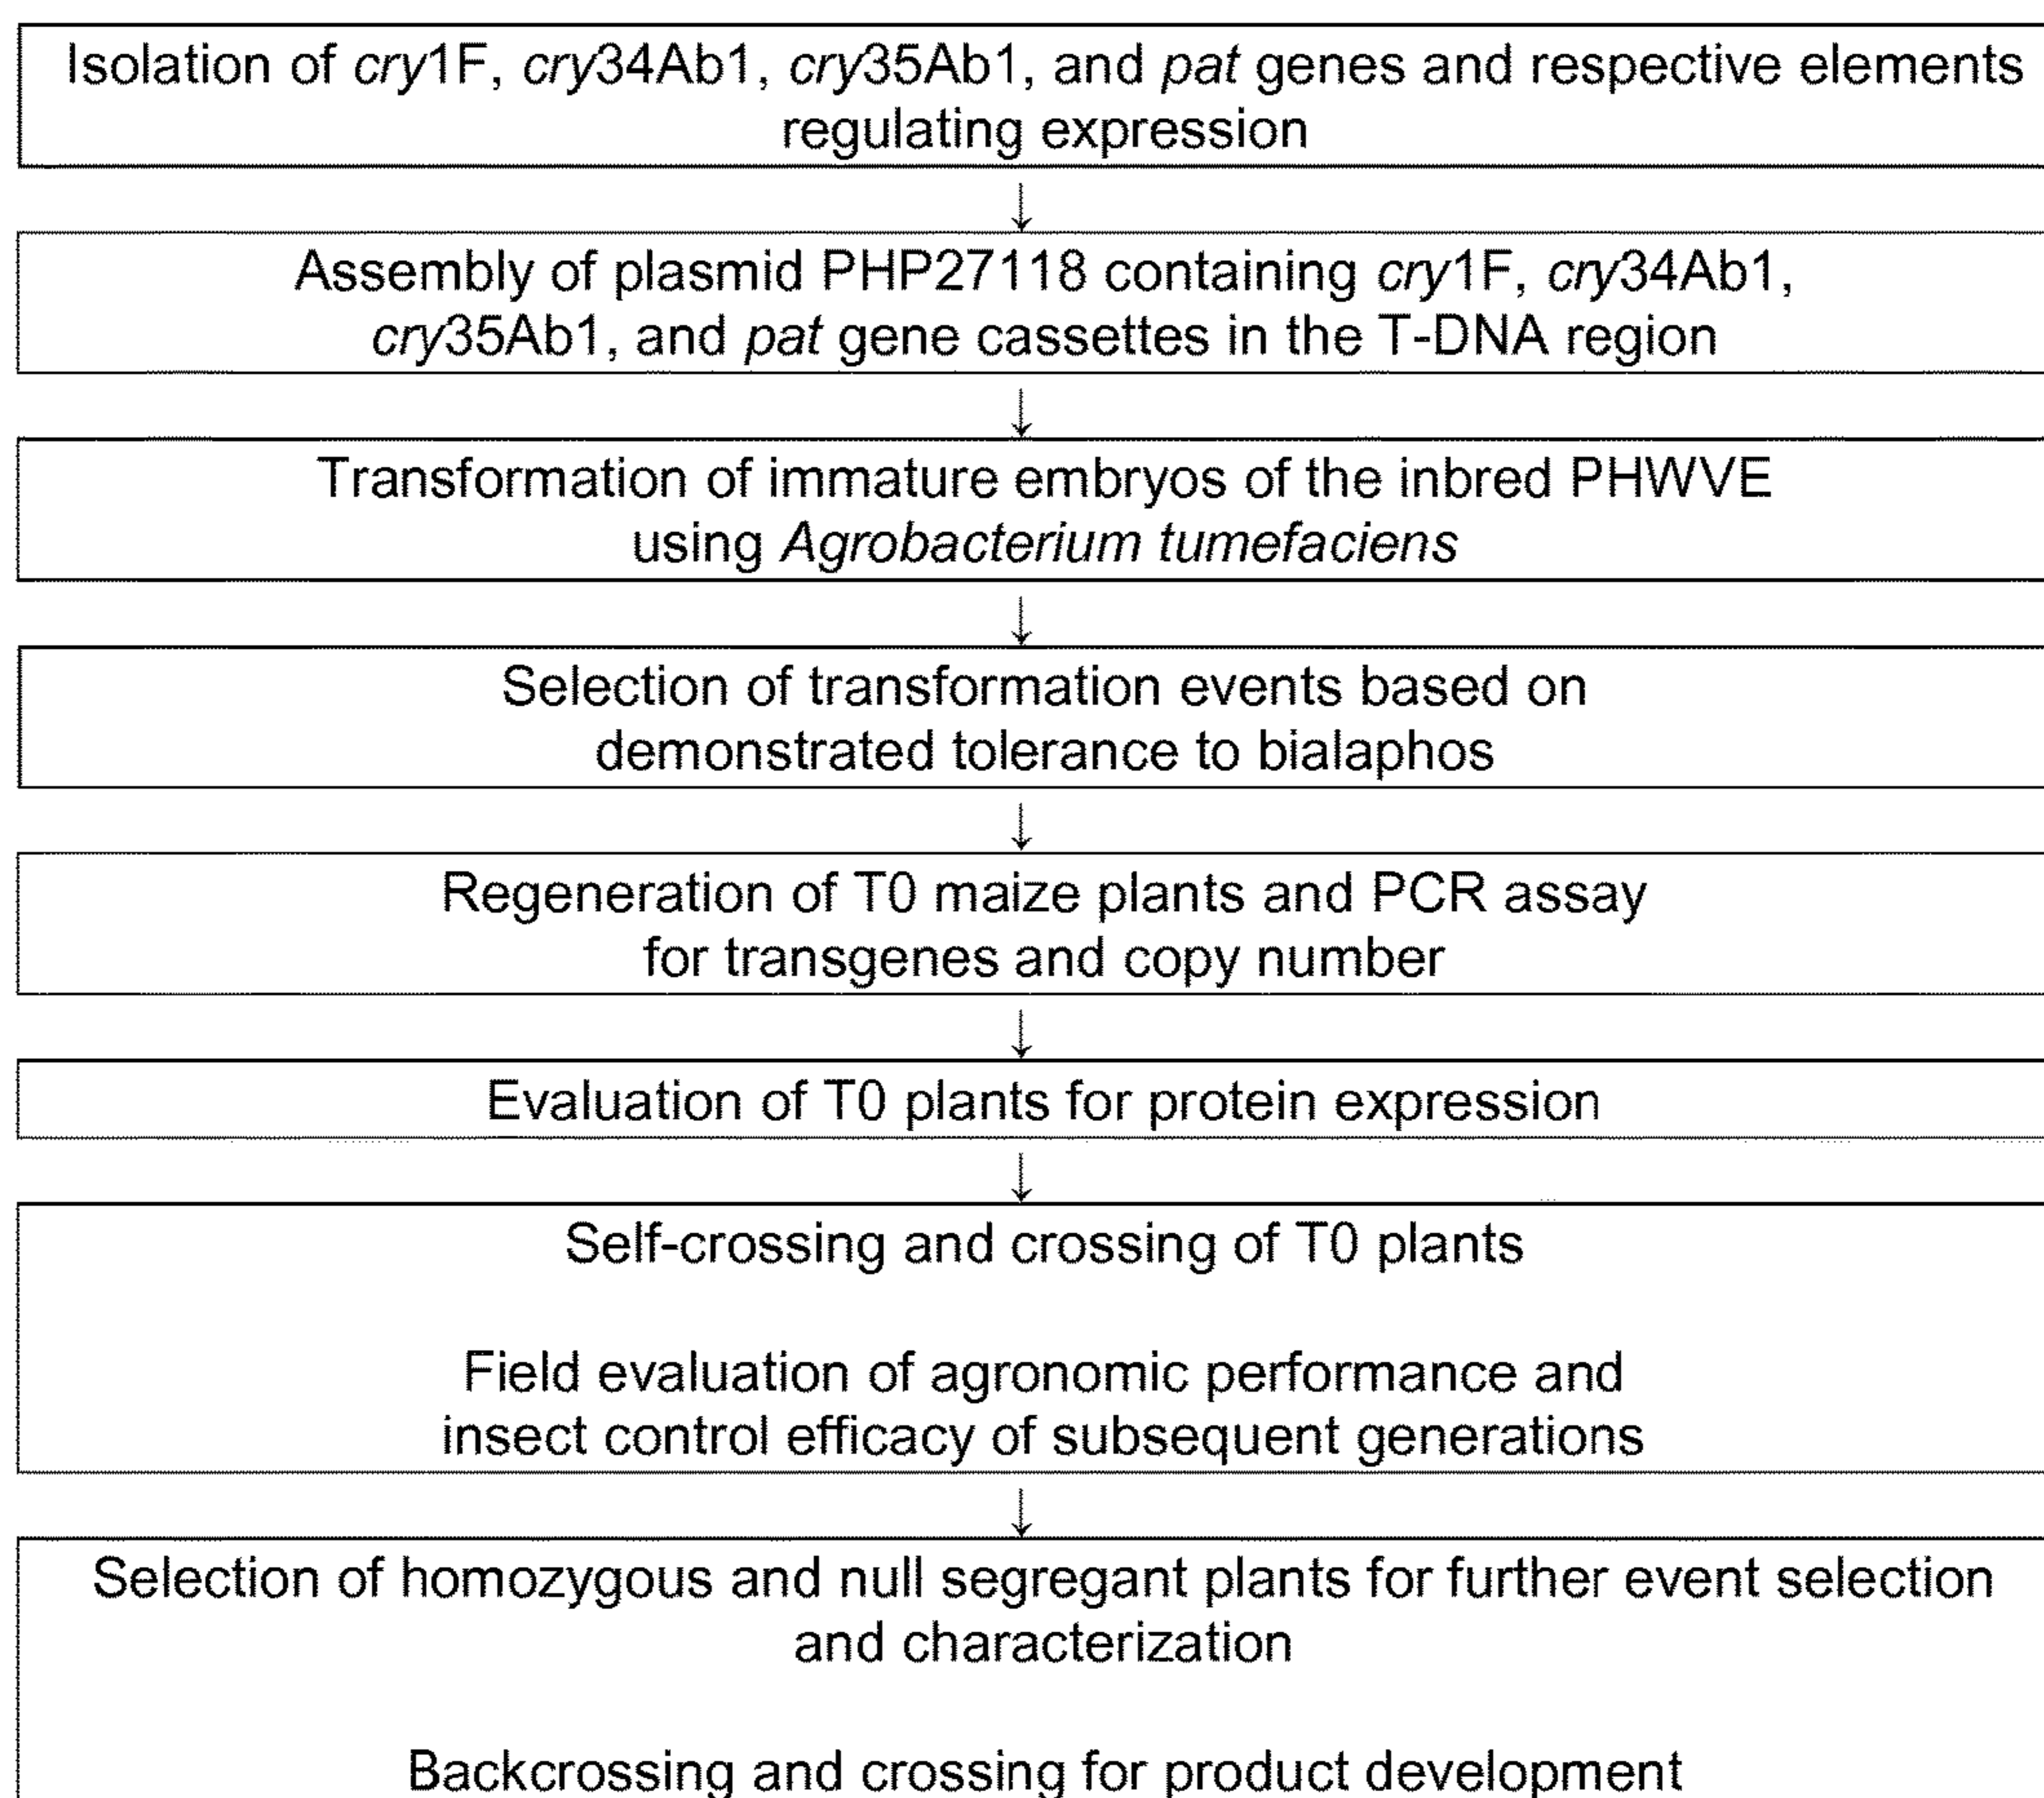 Isolation of cry1F, cry34Ab1, cry35Ab1, and pat genes and respective elements
regulating expression
↓
Assembly of plasmid PHP27118 containing cry1F, cry34Ab1,
cry35Ab1, and pat gene cassettes in the T-DNA region
↓
Transformation of immature embryos of the inbred PHWVE
using Agrobacterium tumefaciens
↓
Selection of transformation events based on
demonstrated tolerance to bialaphos
↓
Regeneration of T0 maize plants and PCR assay
for transgenes and copy number
↓
Evaluation of T0 plants for protein expression
↓
Self-crossing and crossing of T0 plants
Field evaluation of agronomic performance and
insect control efficacy of subsequent generations
↓
Selection of homozygous and null segregant plants for further event selection
and characterization
Backcrossing and crossing for product development